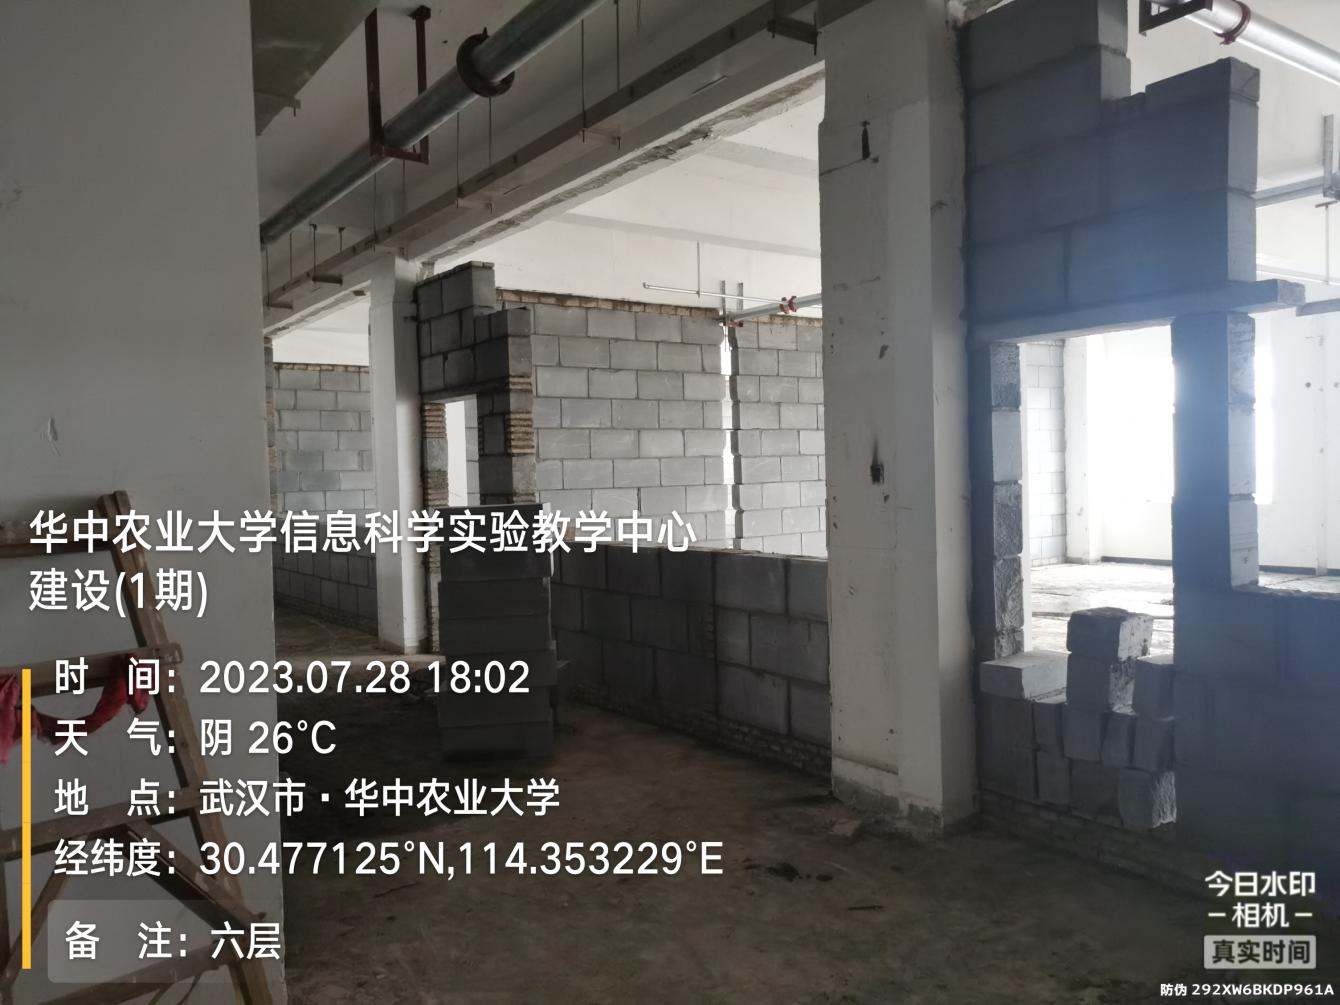 华中农业大学信息科学实验教学中心
建设(1期)
时 间：2023.07.28 18:02
天 气：阴 26°C
地 点：武汉市·华中农业大学
经纬度：30.477125°N,114.353229°E
备 注：六层
今日水印
-相机-
真实时间
防伪 292XW6BKDP961A